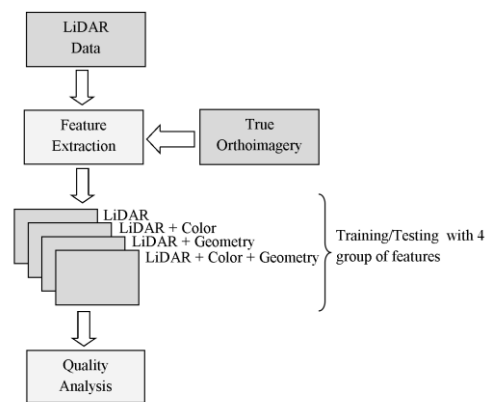 LiDAR
Data
Feature
Extraction
True
Orthoimagery
LiDAR
LiDAR + Color
LiDAR + Geometry
LiDAR + Color + Geometry
Training/Testing with 4
group of features
Quality
Analysis